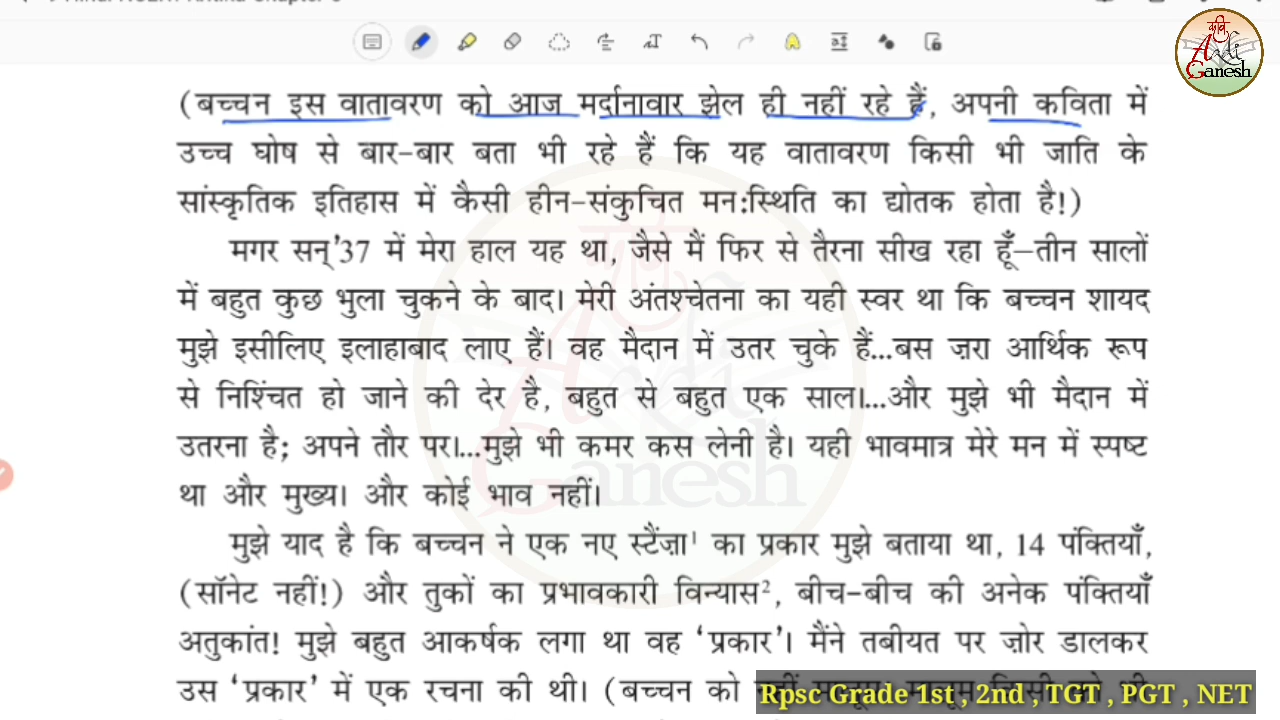 (बच्चन इस वातावरण को आज मर्दानावार झेल ही नहीं रहे हैं, अपनी कविता में
उच्च घोष से बार-बार बता भी रहे हैं कि यह वातावरण किसी भी जाति के
सांस्कृतिक इतिहास में कैसी हीन-संकुचित मन:स्थिति का द्योतक होता है!)
मगर सन्’37 में मेरा हाल यह था, जैसे मैं फिर से तैरना सीख रहा हूँ—तीन सालों
में बहुत कुछ भुला चुकने के बाद। मेरी अंतश्चेतना का यही स्वर था कि बच्चन शायद
मुझे इसीलिए इलाहाबाद लाए हैं। वह मैदान में उतर चुके हैं...बस ज़रा आर्थिक रूप
से निश्चिंत हो जाने की देर है, बहुत से बहुत एक साल।...और मुझे भी मैदान में
उतरना है; अपने तौर पर।...मुझे भी कमर कस लेनी है। यही भावमात्र मेरे मन में स्पष्ट
था और मुख्य। और कोई भाव नहीं।
मुझे याद है कि बच्चन ने एक नए स्टैंज़ा¹ का प्रकार मुझे बताया था, 14 पंक्तियाँ,
(सॉनेट नहीं!) और तुकों का प्रभावकारी विन्यास², बीच-बीच की अनेक पंक्तियाँ
अतुकांत! मुझे बहुत आकर्षक लगा था वह ‘प्रकार’। मैंने तबीयत पर ज़ोर डालकर
उस ‘प्रकार’ में एक रचना की थी। (बच्चन को
Rpsc Grade 1st , 2nd , TGT , PGT , NET
Ardi
Ganesh